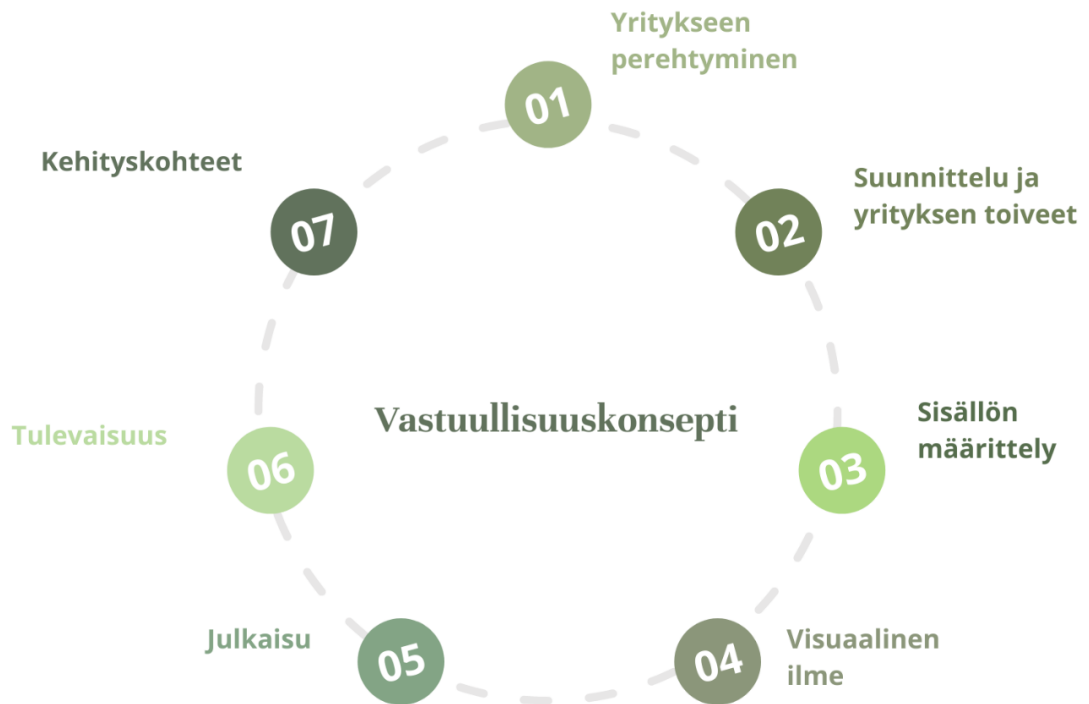 01
Yritykseen
perehtyminen
02
Suunnittelu ja
yrityksen toiveet
03
Sisällön
määrittely
04
Visuaalinen
ilme
05
Julkaisu
06
Tulevaisuus
07
Kehityskohteet
Vastuullisuuskonsepti